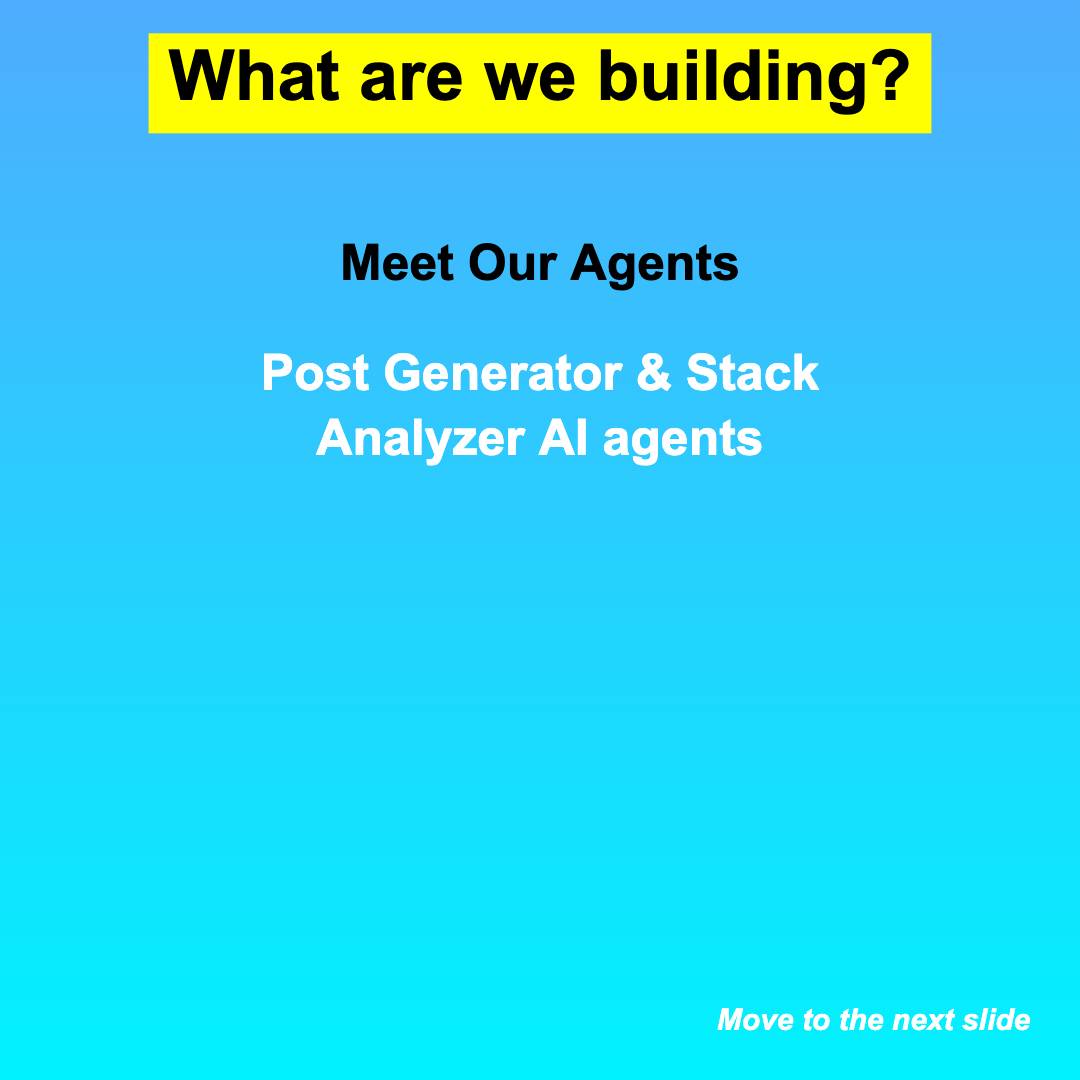 What are we building?
Meet Our Agents
Post Generator & Stack
Analyzer AI agents
Move to the next slide